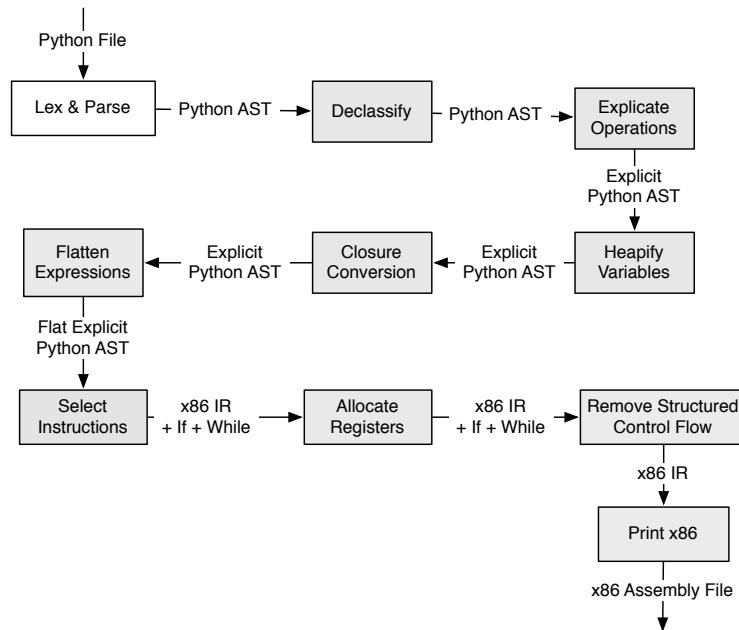 Python File
Lex & Parse
Python AST
Declassify
Python AST
Explicate
Operations
Explicit
Python AST
Heapify
Variables
Explicit
Python AST
Closure
Conversion
Explicit
Python AST
Flatten
Expressions
Flat Explicit
Python AST
Select
Instructions
x86 IR
+ If + While
Allocate
Registers
x86 IR
+ If + While
Remove Structured
Control Flow
x86 IR
Print x86
x86 Assembly File